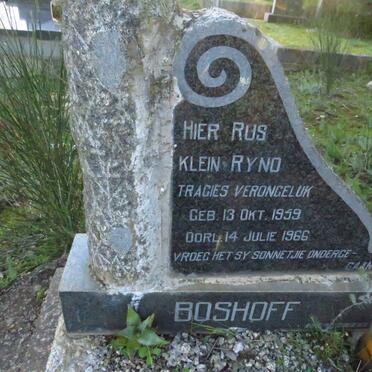 HIER RUS
KLEIN RYNO
TRAGIES VERONGELUK
GEB. 13 OKT. 1959
OORL. 14 JULIE 1966
VROEG HET SY SONNETJIE ONDERGE-
GAAN
BOSHOFF